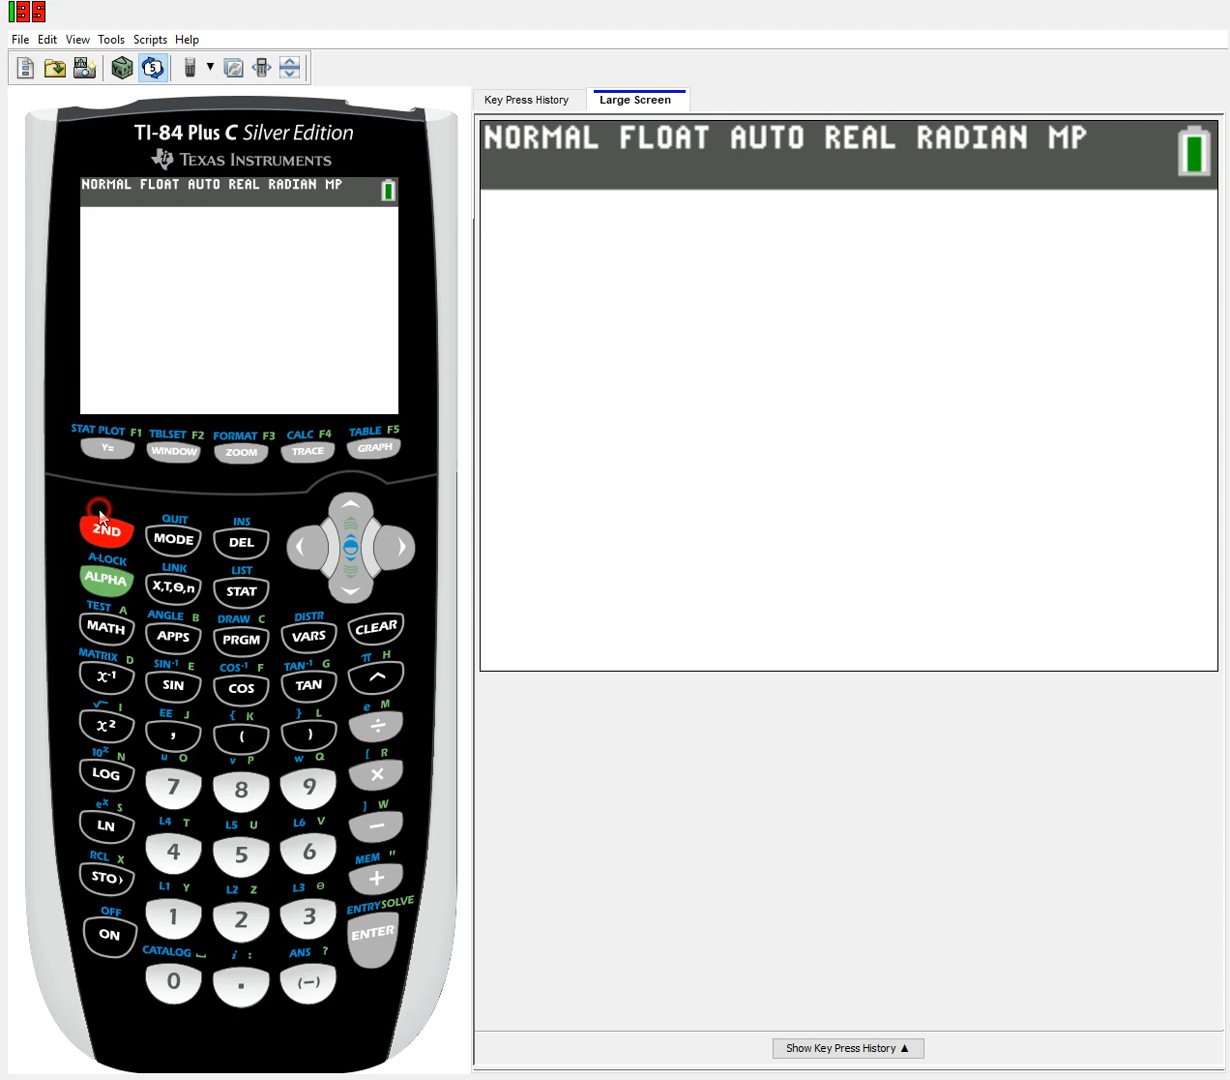 File Edit View Tools Scripts Help
Key Press History Large Screen
TI-84 Plus C Silver Edition
TEXAS INSTRUMENTS
NORMAL FLOAT AUTO REAL RADIAN MP
NORMAL FLOAT AUTO REAL RADIAN MP
STAT PLOT F1 TBLSET F2 FORMAT F3 CALC F4 TABLE F5
Y= WINDOW ZOOM TRACE GRAPH
QUIT INS
2ND MODE DEL
A-LOCK LINK LIST
ALPHA X,T,Θ,n STAT
TEST A ANGLE B DRAW C DISTR
MATH APPS PRGM VARS CLEAR
MATRIX D SIN⁻¹ E COS⁻¹ F TAN⁻¹ G π H
x⁻¹ SIN COS TAN ^
√ I EE J { K } L e M
x² , ( ) ÷
10ˣ N u O v P w Q [ R
LOG 7 8 9 ×
eˣ S L4 T L5 U L6 V ] W
LN 4 5 6 −
RCL X L1 Y L2 Z L3 Θ MEM "
STO› 1 2 3 +
OFF CATALOG ⎵ i : ANS ? ENTRY SOLVE
ON 0 . (−) ENTER
Show Key Press History ▲